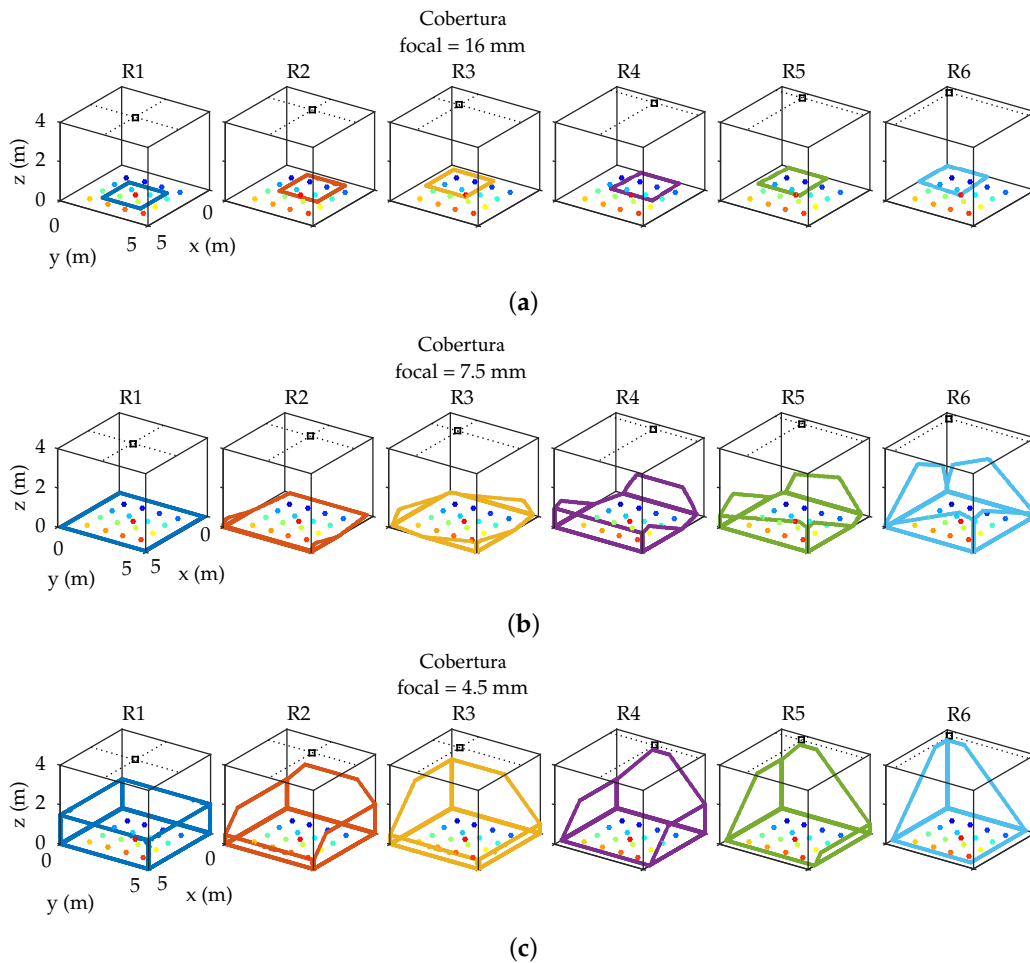 Cobertura
focal = 16 mm
R1 R2 R3 R4 R5 R6
4
2
0
z (m)
0
5
y (m)
5
0
x (m)
(a)
Cobertura
focal = 7.5 mm
R1 R2 R3 R4 R5 R6
4
2
0
z (m)
0
5
y (m)
5
0
x (m)
(b)
Cobertura
focal = 4.5 mm
R1 R2 R3 R4 R5 R6
4
2
0
z (m)
0
5
y (m)
5
0
x (m)
(c)